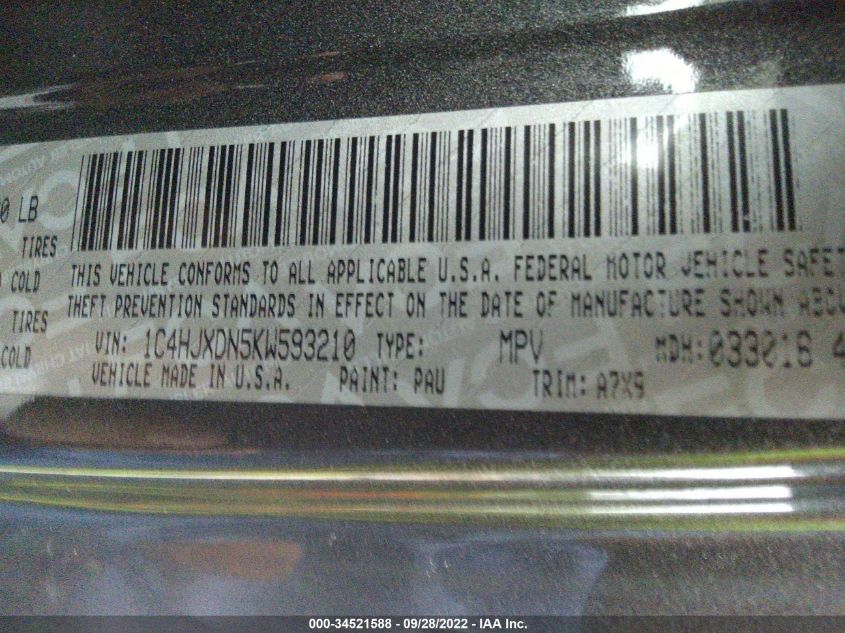 0 LB
TIRES
COLD
TIRES
COLD
THIS VEHICLE CONFORMS TO ALL APPLICABLE U.S.A. FEDERAL MOTOR VEHICLE SAFET
THEFT PREVENTION STANDARDS IN EFFECT ON THE DATE OF MANUFACTURE SHOWN ABOV
VIN: 1C4HJXDN5KW593210 TYPE: MPV MDH: 033016 4
VEHICLE MADE IN U.S.A. PAINT: PAU TRIM: A7X9
000-34521588 - 09/28/2022 - IAA Inc.